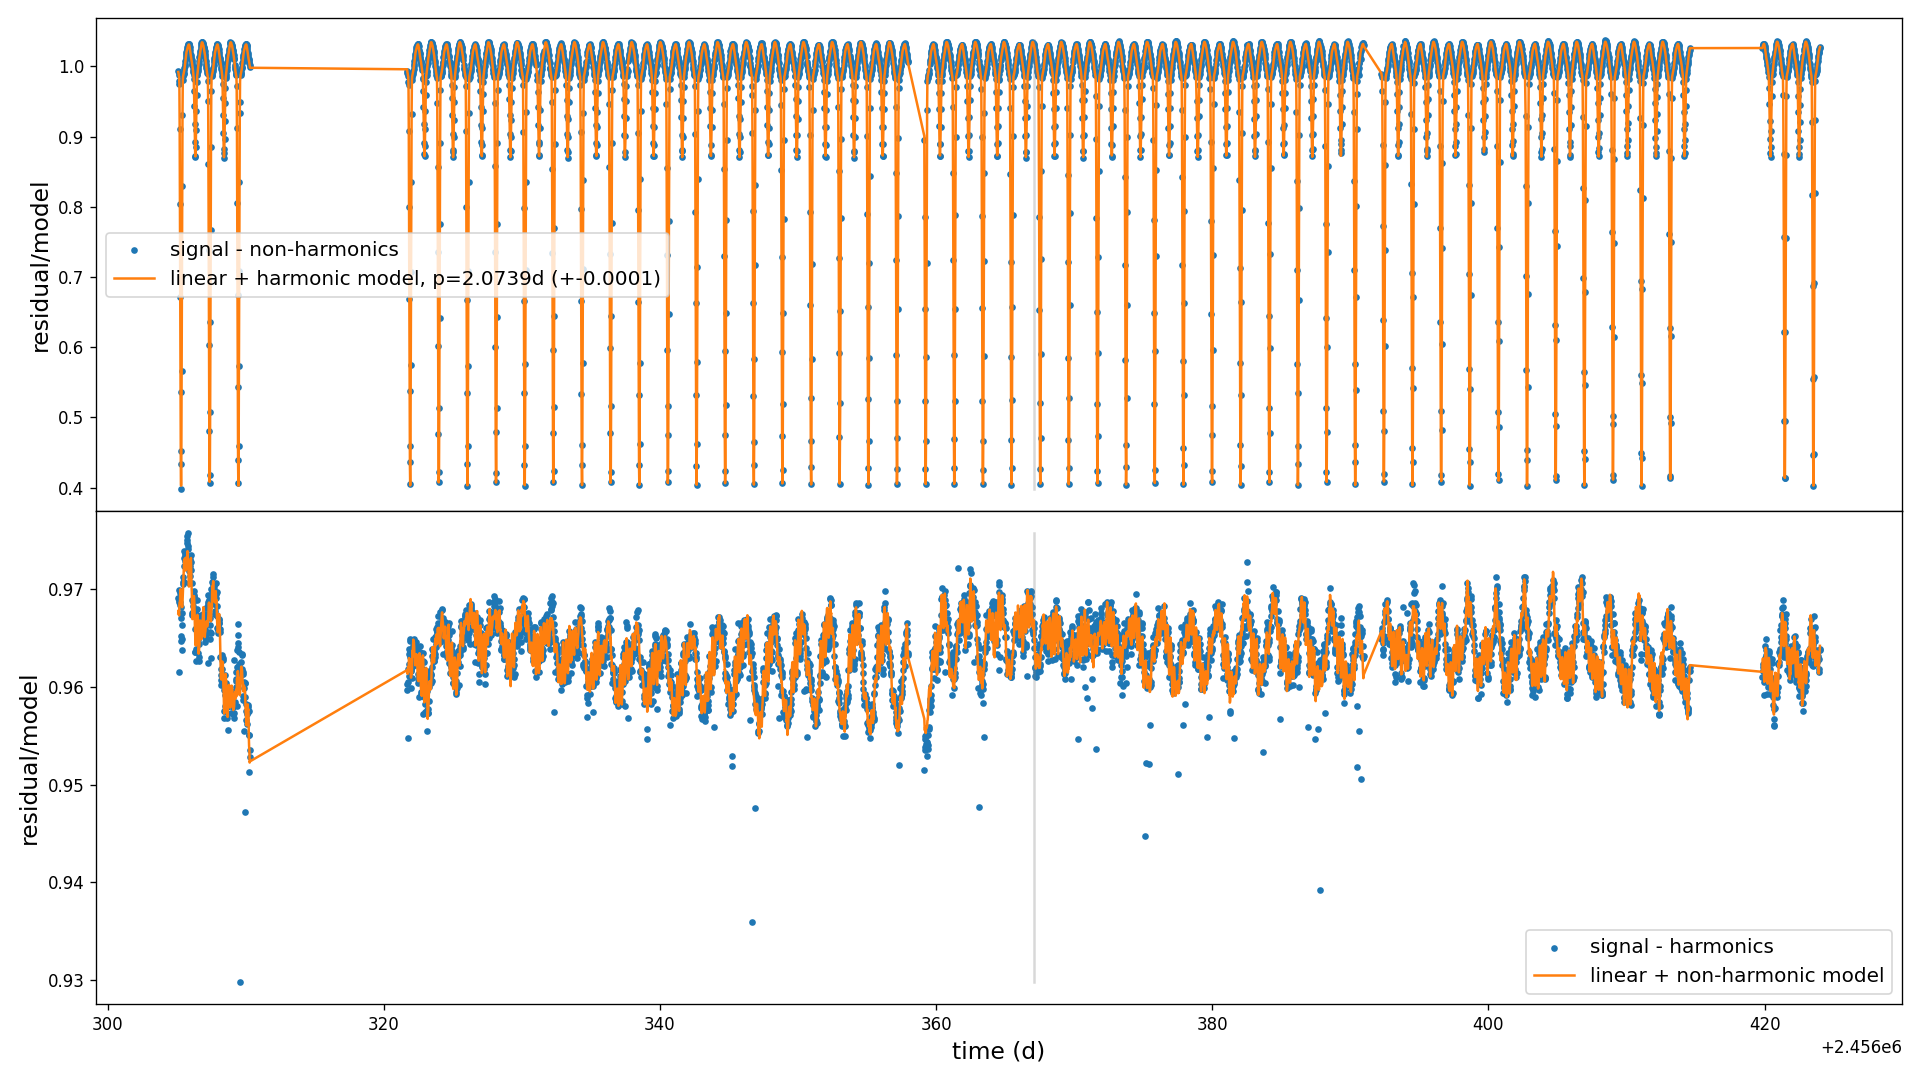 residual/model
1.0
0.9
0.8
0.7
0.6
0.5
0.4
signal - non-harmonics
linear + harmonic model, p=2.0739d (+-0.0001)
residual/model
0.97
0.96
0.95
0.94
0.93
signal - harmonics
linear + non-harmonic model
300
320
340
360
380
400
420
time (d)
+2.456e6